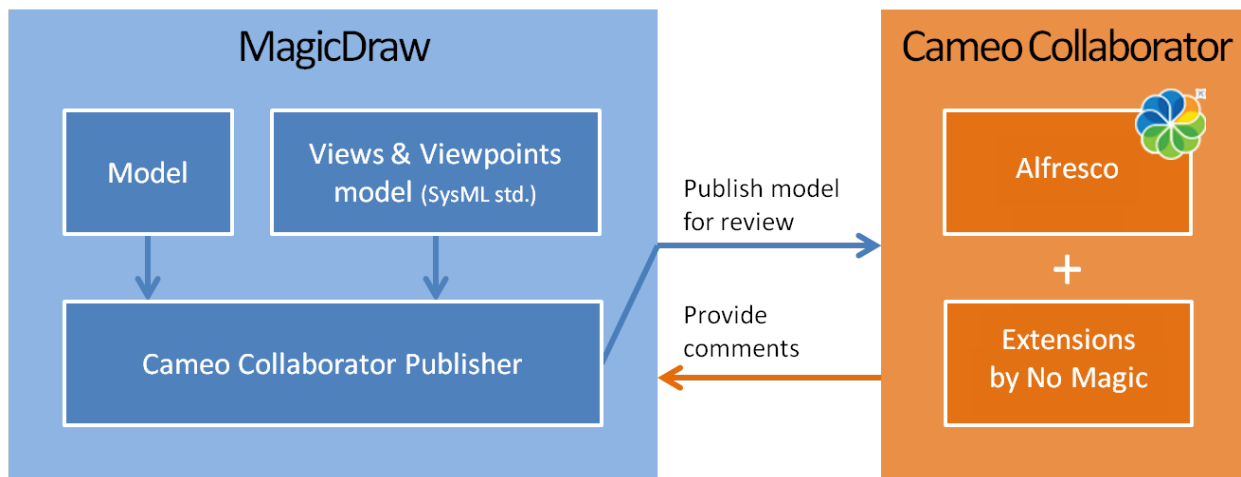 MagicDraw
Model
Views & Viewpoints
model (SysML std.)
Cameo Collaborator Publisher
Publish model
for review
Provide
comments
Cameo Collaborator
Alfresco
+
Extensions
by No Magic